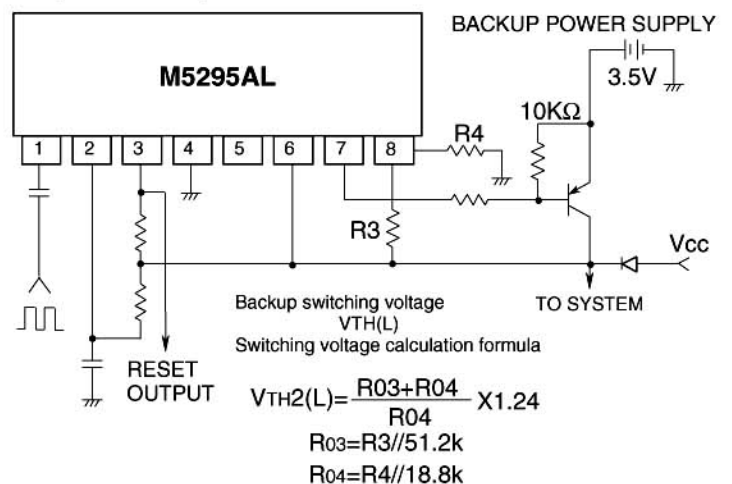 BACKUP POWER SUPPLY
M5295AL
3.5V
10KΩ
1 2 3 4 5 6 7 8
R4
R3
Vcc
TO SYSTEM
Backup switching voltage
VTH(L)
Switching voltage calculation formula
RESET
OUTPUT
VTH2(L)= R03+R04 X1.24
R04
R03=R3//51.2k
R04=R4//18.8k